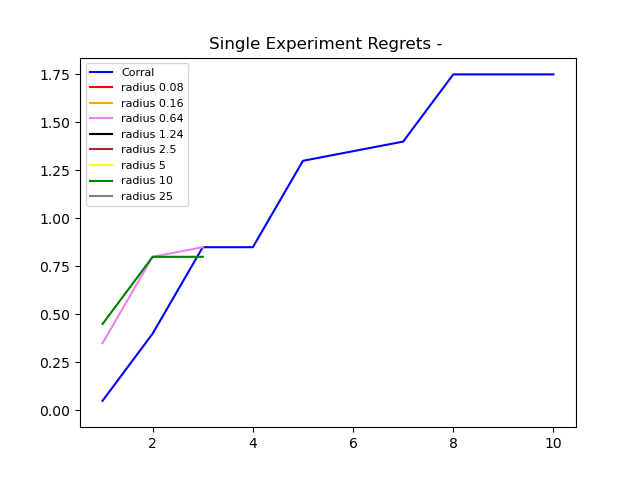 Single Experiment Regrets -
Corral
radius 0.08
radius 0.16
radius 0.64
radius 1.24
radius 2.5
radius 5
radius 10
radius 25
1.75
1.50
1.25
1.00
0.75
0.50
0.25
0.00
2 4 6 8 10